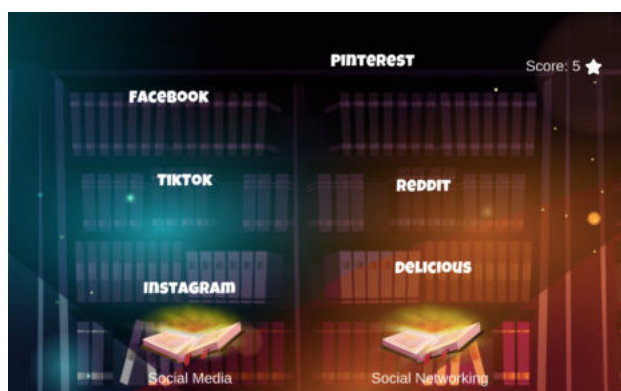 PINTEREST
Score: 5
FACEBOOK
TIKTOK
REDDIT
DELICIOUS
INSTAGRAM
Social Media
Social Networking